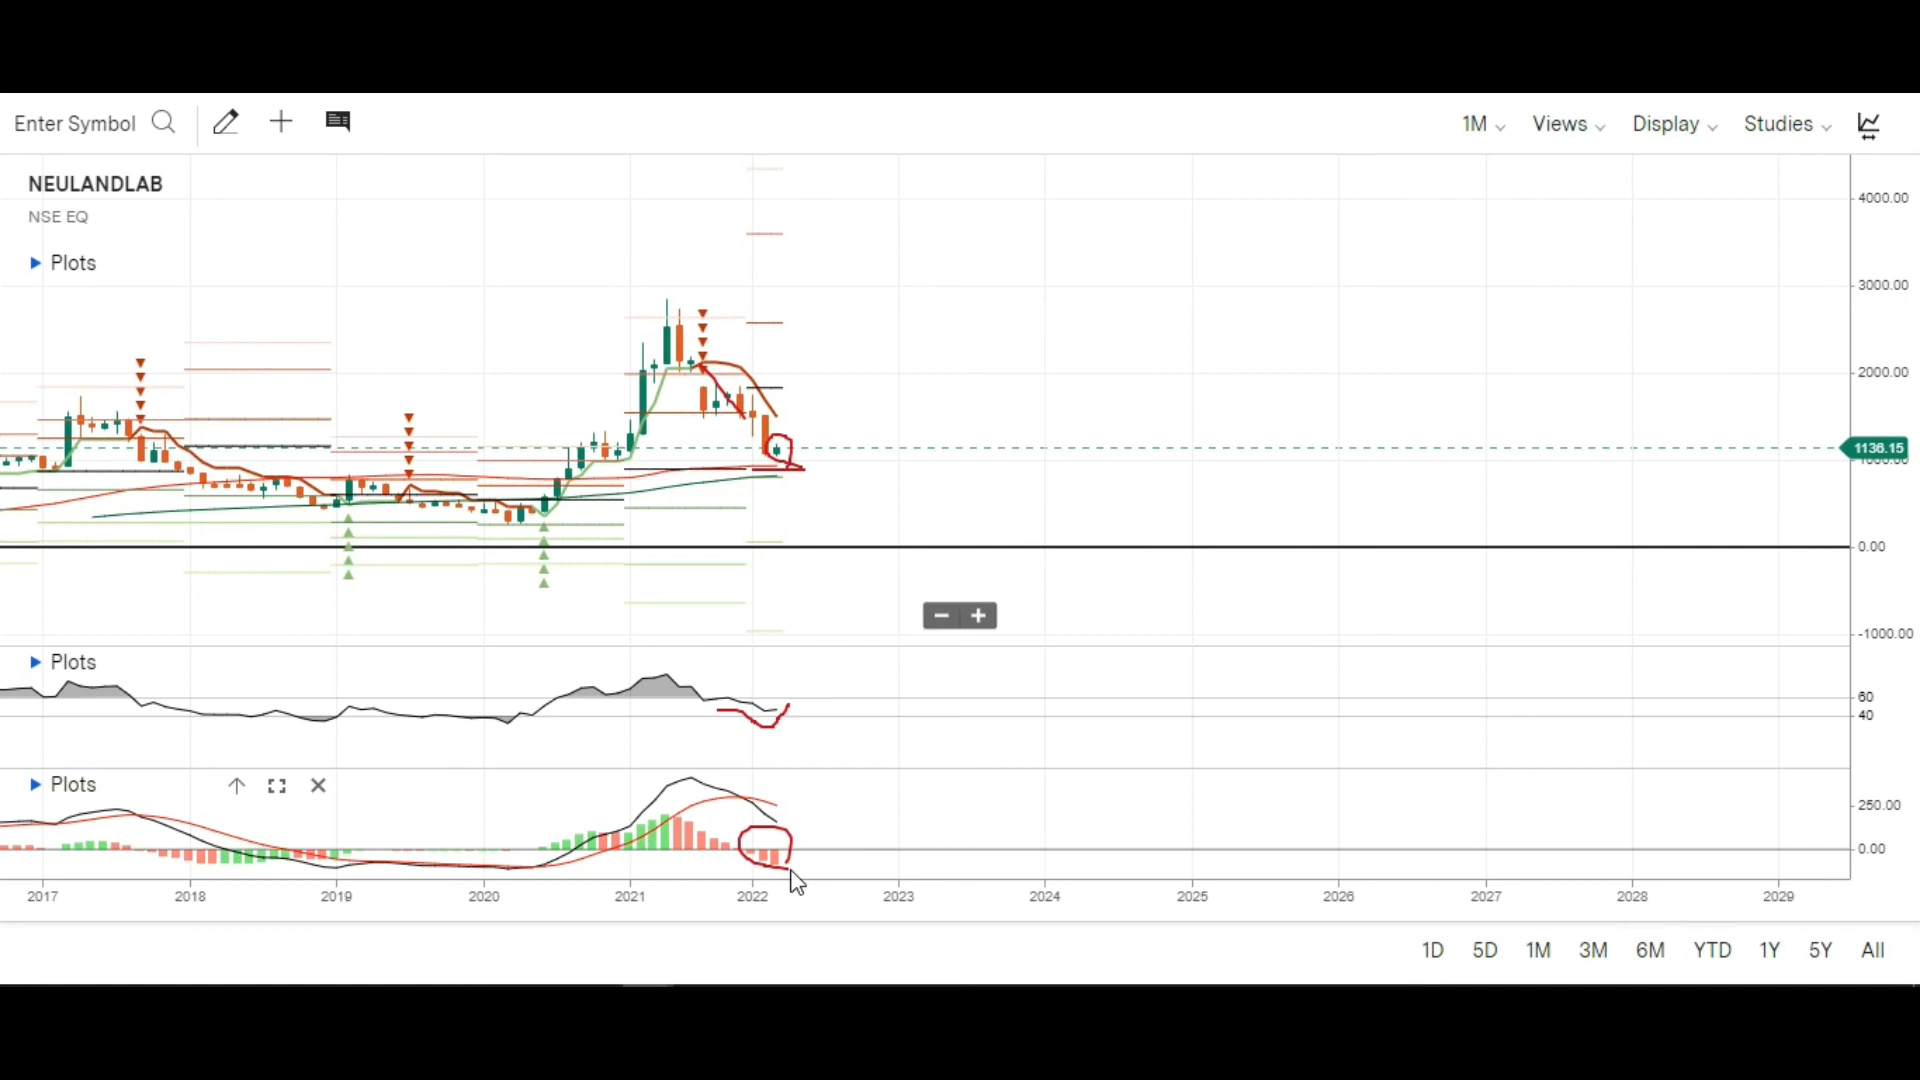 Enter Symbol 1M Views Display Studies
NEULANDLAB
NSE EQ
Plots
4000.00
3000.00
2000.00
1136.15
0.00
-1000.00
Plots
60
40
Plots
250.00
0.00
2017 2018 2019 2020 2021 2022 2023 2024 2025 2026 2027 2028 2029
1D 5D 1M 3M 6M YTD 1Y 5Y All